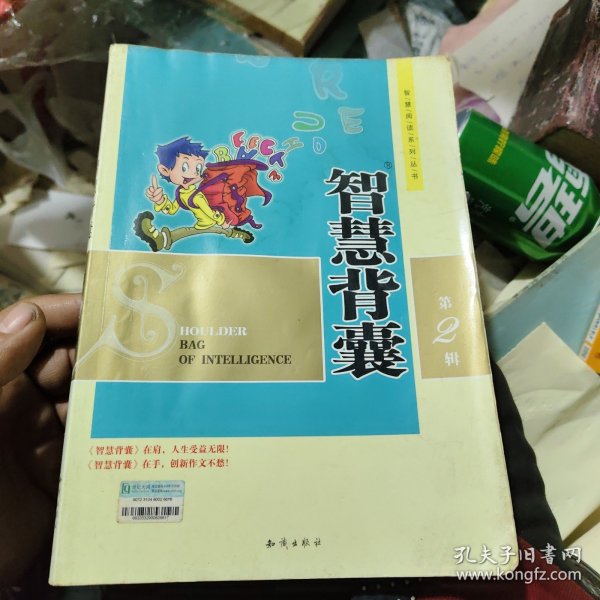 智慧阅读系列丛书
智慧背囊
®
第2辑
SHOULDER
BAG
OF INTELLIGENCE
《智慧背囊》在肩，人生受益无限！
《智慧背囊》在手，创新作文不愁！
知识出版社
孔夫子旧书网
www.kongfz.com